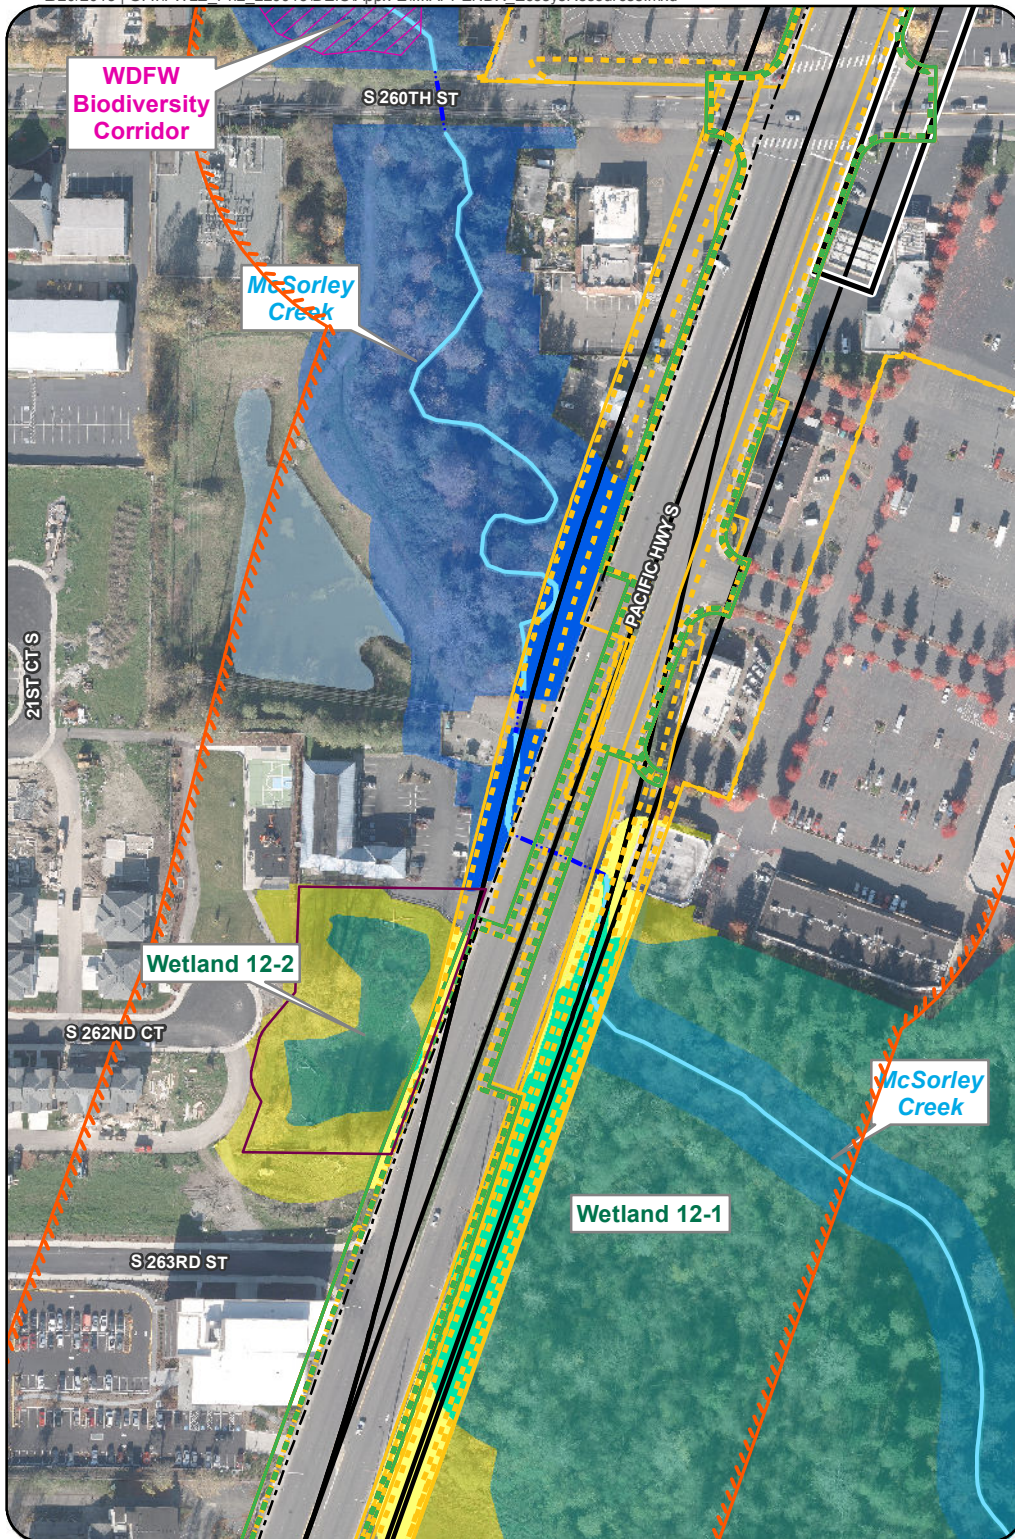 WDFW
Biodiversity
Corridor
S 260TH ST
McSorley
Creek
PACIFIC HWY S
21ST CT S
Wetland 12-2
S 262ND CT
McSorley
Creek
Wetland 12-1
S 263RD ST